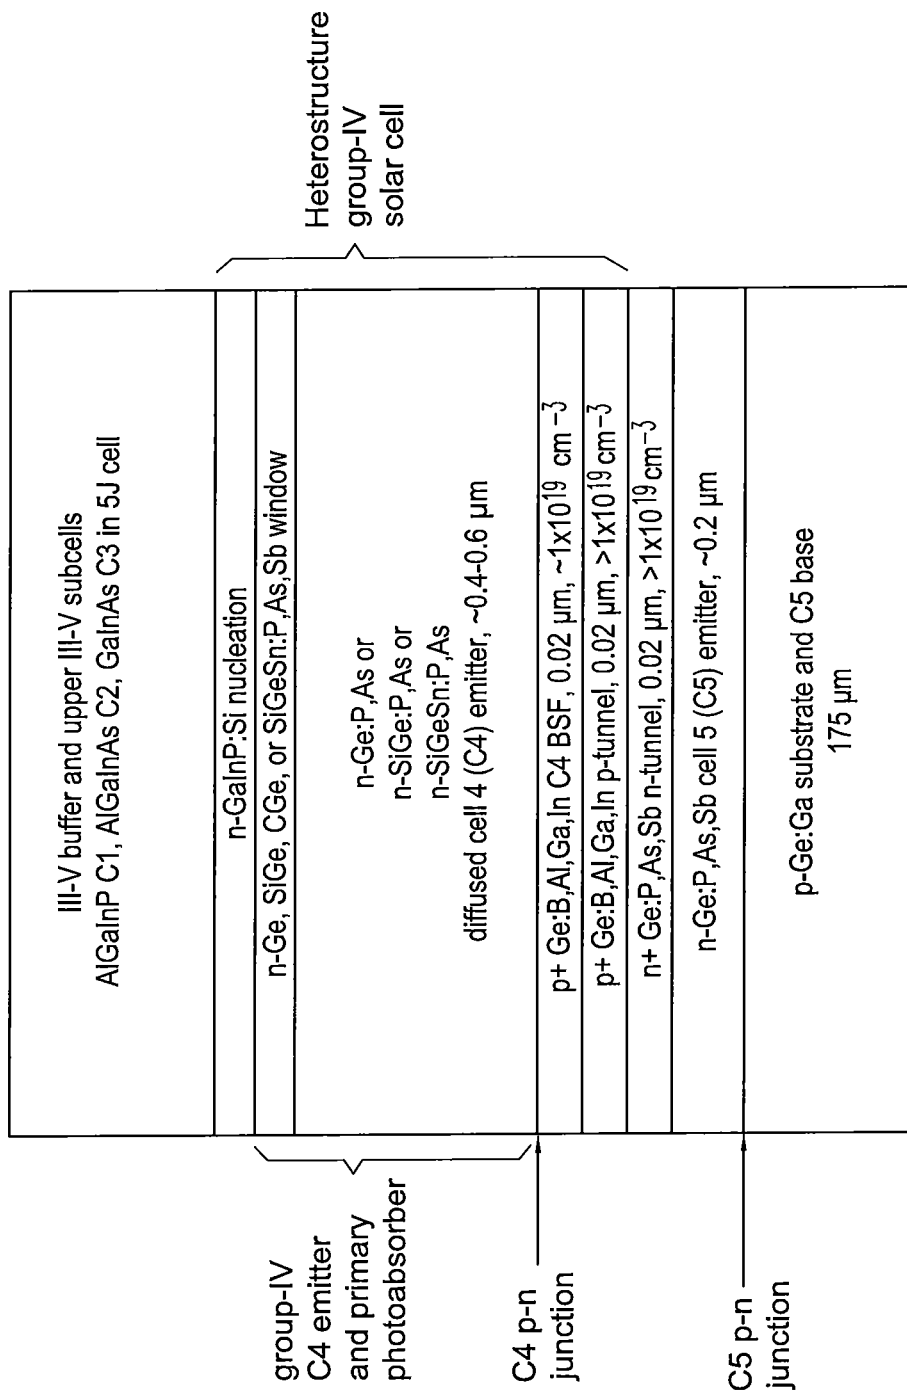 III-V buffer and upper III-V subcells
AlGaInP C1, AlGaInAs C2, GaInAs C3 in 5J cell
n-GaInP:Si nucleation
n-Ge, SiGe, CGe, or SiGeSn:P,As,Sb window
n-Ge:P,As or
n-SiGe:P,As or
n-SiGeSn:P,As
diffused cell 4 (C4) emitter, ~0.4-0.6 µm
p+ Ge:B,Al,Ga,In C4 BSF, 0.02 µm, ~1x10¹⁹ cm⁻³
p+ Ge:B,Al,Ga,In p-tunnel, 0.02 µm, >1x10¹⁹ cm⁻³
n+ Ge:P,As,Sb n-tunnel, 0.02 µm, >1x10¹⁹ cm⁻³
n-Ge:P,As,Sb cell 5 (C5) emitter, ~0.2 µm
p-Ge:Ga substrate and C5 base
175 µm
Heterostructure
group-IV
solar cell
group-IV
C4 emitter
and primary
photoabsorber
C4 p-n
junction
C5 p-n
junction